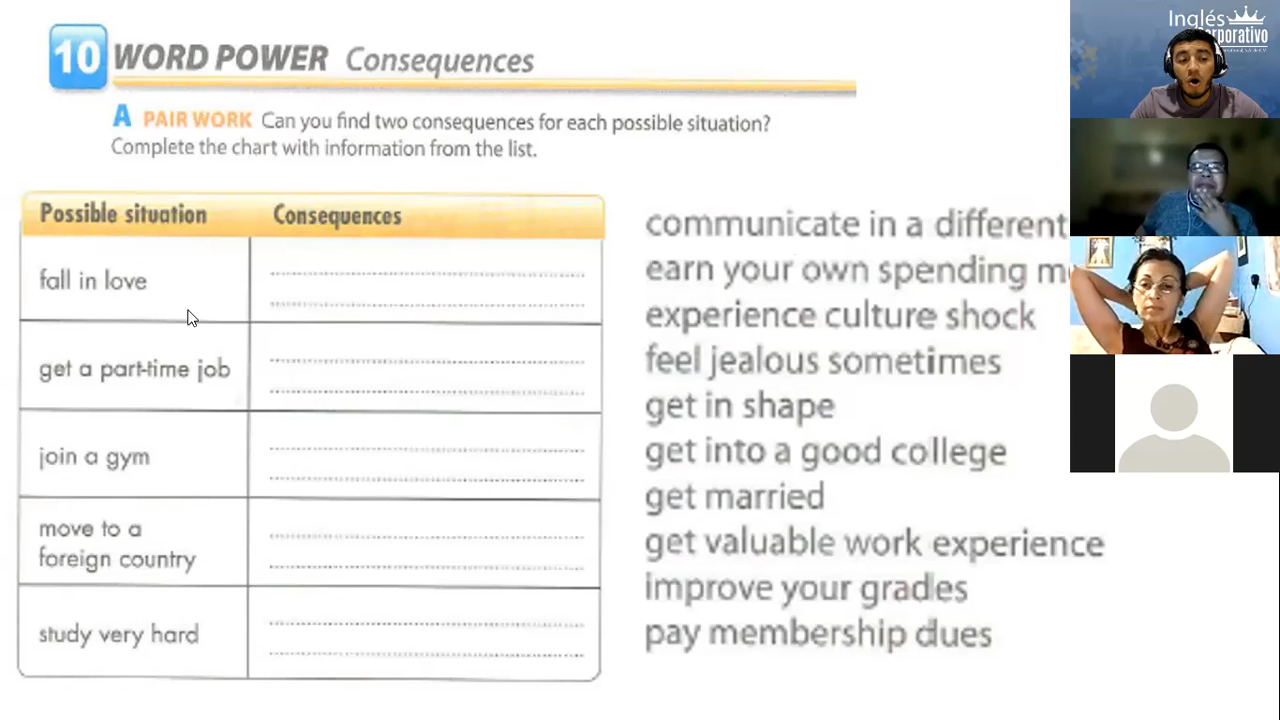 10 WORD POWER Consequences
A PAIR WORK Can you find two consequences for each possible situation?
Complete the chart with information from the list.
Possible situation Consequences
fall in love
get a part-time job
join a gym
move to a
foreign country
study very hard
communicate in a different
earn your own spending
experience culture shock
feel jealous sometimes
get in shape
get into a good college
get married
get valuable work experience
improve your grades
pay membership dues
Inglés